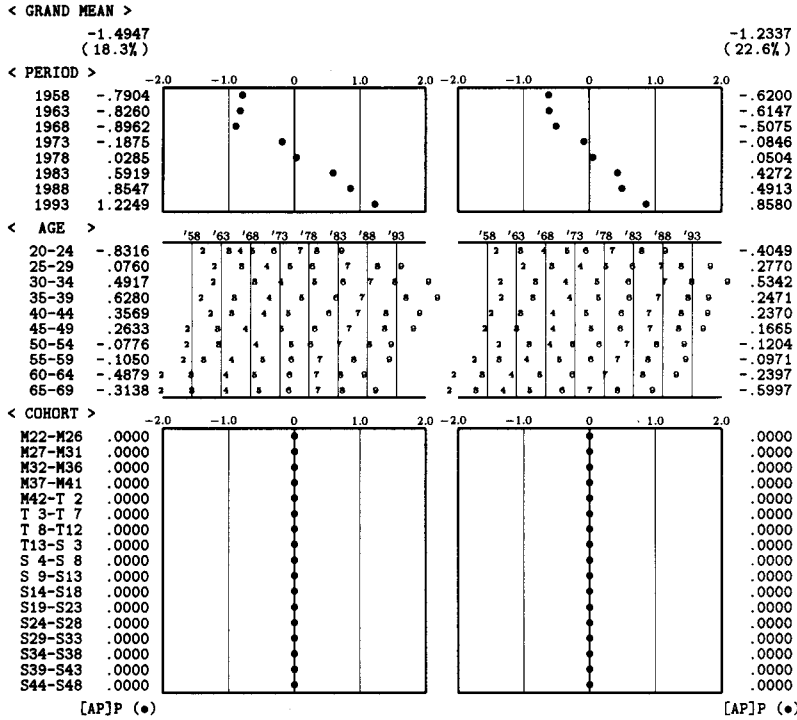 < GRAND MEAN >
-1.4947 -1.2337
(18.3%) (22.6%)
< PERIOD > -2.0 -1.0 0 1.0 2.0 -2.0 -1.0 0 1.0 2.0
1958 -.7904 -.6200
1963 -.8260 -.6147
1968 -.8962 -.5075
1973 -.1875 -.0846
1978 .0285 .0504
1983 .5919 .4272
1988 .8547 .4913
1993 1.2249 .8580
< AGE > '58 '63 '68 '73 '78 '83 '88 '93 '58 '63 '68 '73 '78 '83 '88 '93
20-24 -.8316 -.4049
25-29 .0760 .2770
30-34 .4917 .5342
35-39 .6280 .2471
40-44 .3569 .2370
45-49 .2633 .1665
50-54 -.0776 -.1204
55-59 -.1050 -.0971
60-64 -.4879 -.2397
65-69 -.3138 -.5997
< COHORT > -2.0 -1.0 0 1.0 2.0 -2.0 -1.0 0 1.0 2.0
M22-M26 .0000 .0000
M27-M31 .0000 .0000
M32-M36 .0000 .0000
M37-M41 .0000 .0000
M42-T 2 .0000 .0000
T 3-T 7 .0000 .0000
T 8-T12 .0000 .0000
T13-S 3 .0000 .0000
S 4-S 8 .0000 .0000
S 9-S13 .0000 .0000
S14-S18 .0000 .0000
S19-S23 .0000 .0000
S24-S28 .0000 .0000
S29-S33 .0000 .0000
S34-S38 .0000 .0000
S39-S43 .0000 .0000
S44-S48 .0000 .0000
[AP]P (●) [AP]P (●)